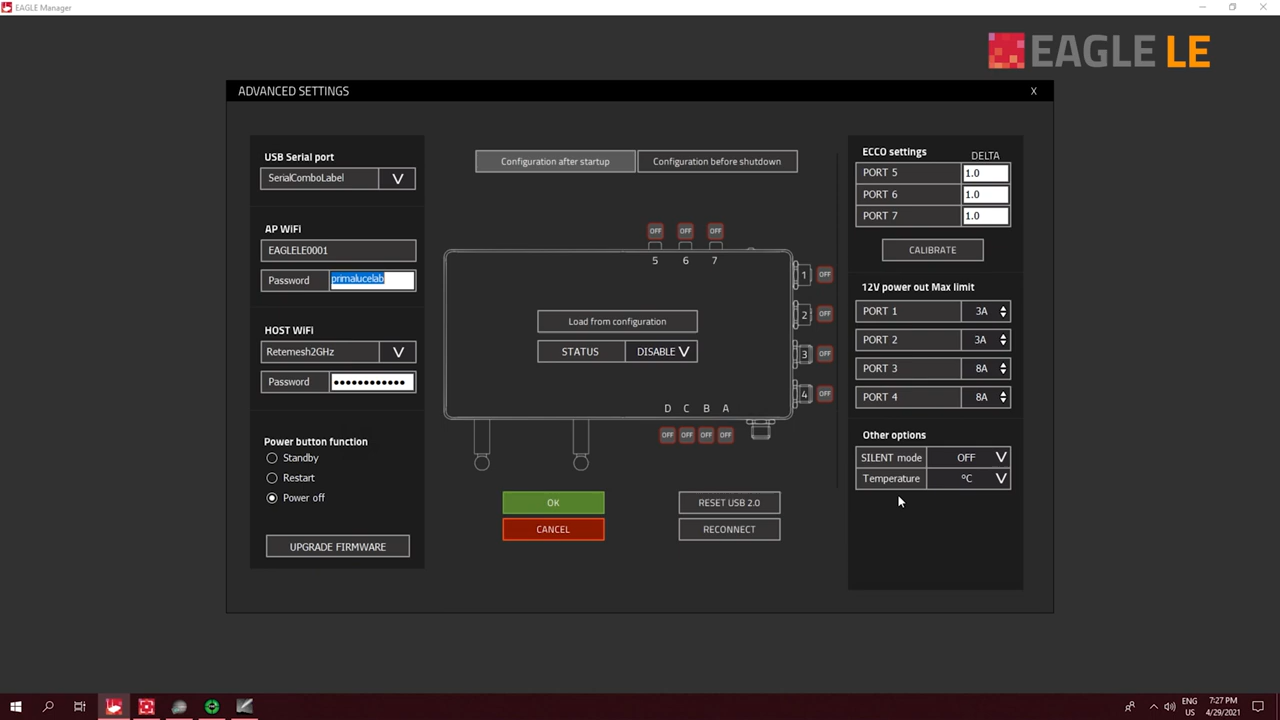 EAGLE Manager
EAGLE LE
ADVANCED SETTINGS
X
USB Serial port
SerialComboLabel
AP WiFi
EAGLELE0001
Password primalucelab
HOST WiFi
Retemesh2GHz
Password ●●●●●●●●●●●●
Power button function
Standby
Restart
Power off
UPGRADE FIRMWARE
Configuration after startup
Configuration before shutdown
OFF OFF OFF
5 6 7
1 OFF
2 OFF
3 OFF
4 OFF
Load from configuration
STATUS DISABLE
D C B A
OFF OFF OFF OFF
OK
CANCEL
RESET USB 2.0
RECONNECT
ECCO settings
DELTA
PORT 5 1.0
PORT 6 1.0
PORT 7 1.0
CALIBRATE
12V power out Max limit
PORT 1 3A
PORT 2 3A
PORT 3 8A
PORT 4 8A
Other options
SILENT mode OFF
Temperature ºC
ENG
US
7:27 PM
4/29/2021